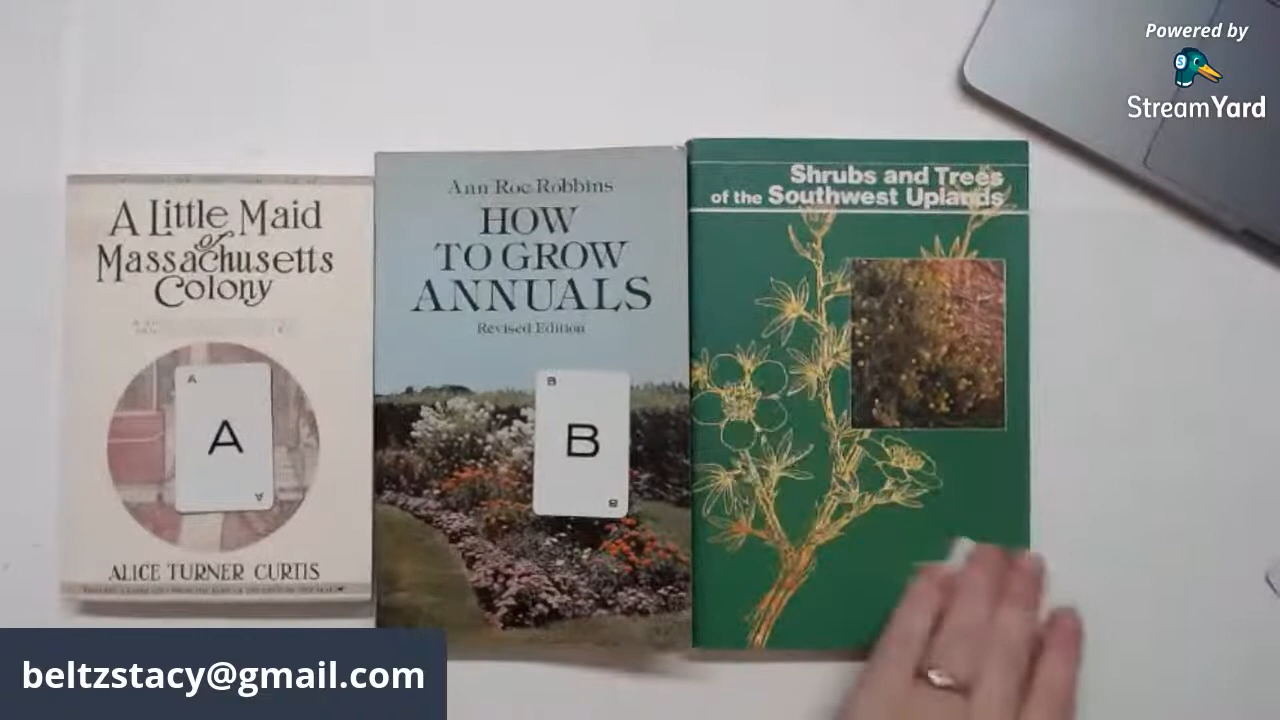 Powered by
StreamYard
A Little Maid
of
Massachusetts
Colony
A
A
A
ALICE TURNER CURTIS
Ann Roe Robbins
HOW
TO GROW
ANNUALS
Revised Edition
B
B
B
Shrubs and Trees
of the Southwest Uplands
beltzstacy@gmail.com